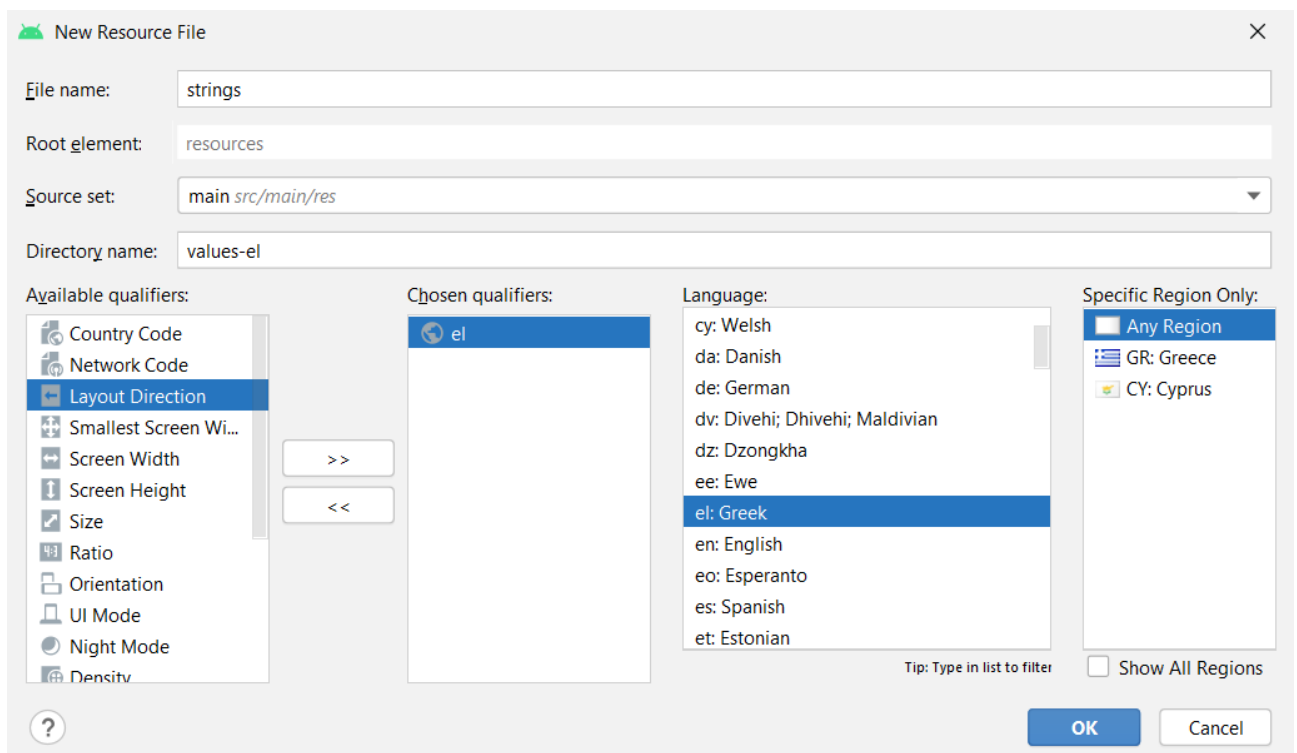 New Resource File
File name: strings
Root element: resources
Source set: main src/main/res
Directory name: values-el
Available qualifiers:
Country Code
Network Code
Layout Direction
Smallest Screen Wi...
Screen Width
Screen Height
Size
Ratio
Orientation
UI Mode
Night Mode
Density
>>
<<
Chosen qualifiers:
el
Language:
cy: Welsh
da: Danish
de: German
dv: Divehi; Dhivehi; Maldivian
dz: Dzongkha
ee: Ewe
el: Greek
en: English
eo: Esperanto
es: Spanish
et: Estonian
Tip: Type in list to filter
Specific Region Only:
Any Region
GR: Greece
CY: Cyprus
Show All Regions
?
OK
Cancel